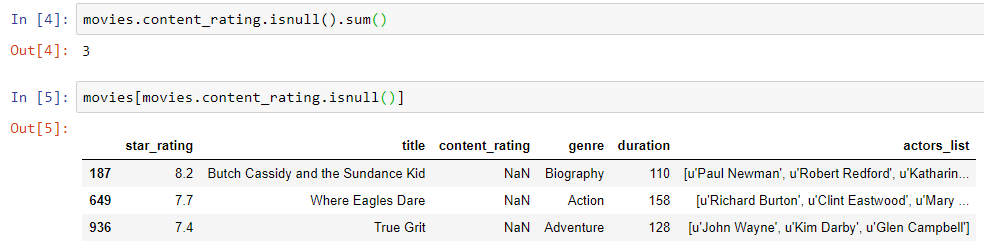 In [4]: movies.content_rating.isnull().sum()
Out[4]: 3
In [5]: movies[movies.content_rating.isnull()]
Out[5]:
star_rating title content_rating genre duration actors_list
187 8.2 Butch Cassidy and the Sundance Kid NaN Biography 110 [u'Paul Newman', u'Robert Redford', u'Katharin...
649 7.7 Where Eagles Dare NaN Action 158 [u'Richard Burton', u'Clint Eastwood', u'Mary ...
936 7.4 True Grit NaN Adventure 128 [u'John Wayne', u'Kim Darby', u'Glen Campbell']